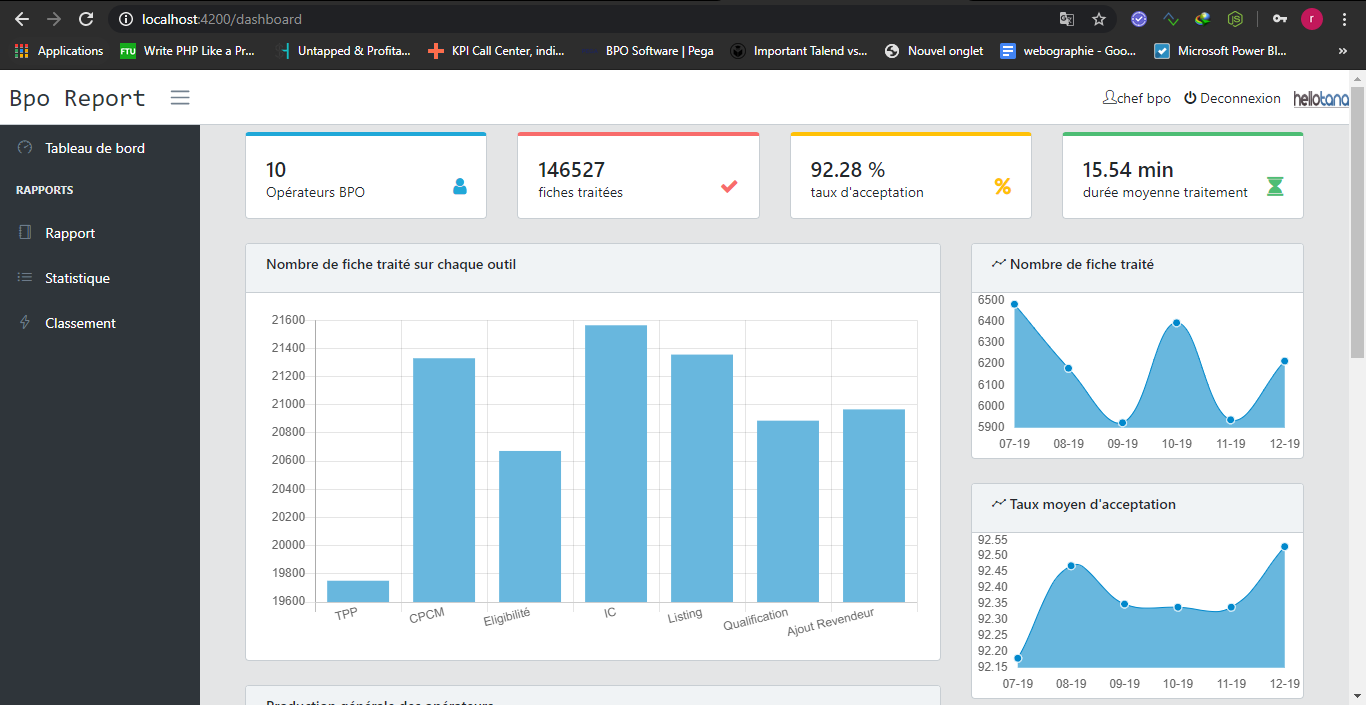 localhost:4200/dashboard
Applications
Write PHP Like a Pr...
Untapped & Profita...
KPI Call Center, indi...
BPO Software | Pega
Important Talend vs...
Nouvel onglet
webographie - Goo...
Microsoft Power BI...
»
Bpo Report
chef bpo
Deconnexion
hellotana
Tableau de bord
RAPPORTS
Rapport
Statistique
Classement
10
Opérateurs BPO
146527
fiches traitées
92.28 %
taux d'acceptation
15.54 min
durée moyenne traitement
Nombre de fiche traité sur chaque outil
21600
21400
21200
21000
20800
20600
20400
20200
20000
19800
19600
TPP
CPCM
Eligibilité
IC
Listing
Qualification
Ajout Revendeur
Nombre de fiche traité
6500
6400
6300
6200
6100
6000
5900
07-19 08-19 09-19 10-19 11-19 12-19
Taux moyen d'acceptation
92.55
92.50
92.45
92.40
92.35
92.30
92.25
92.20
92.15
07-19 08-19 09-19 10-19 11-19 12-19
Production générale des opérateurs